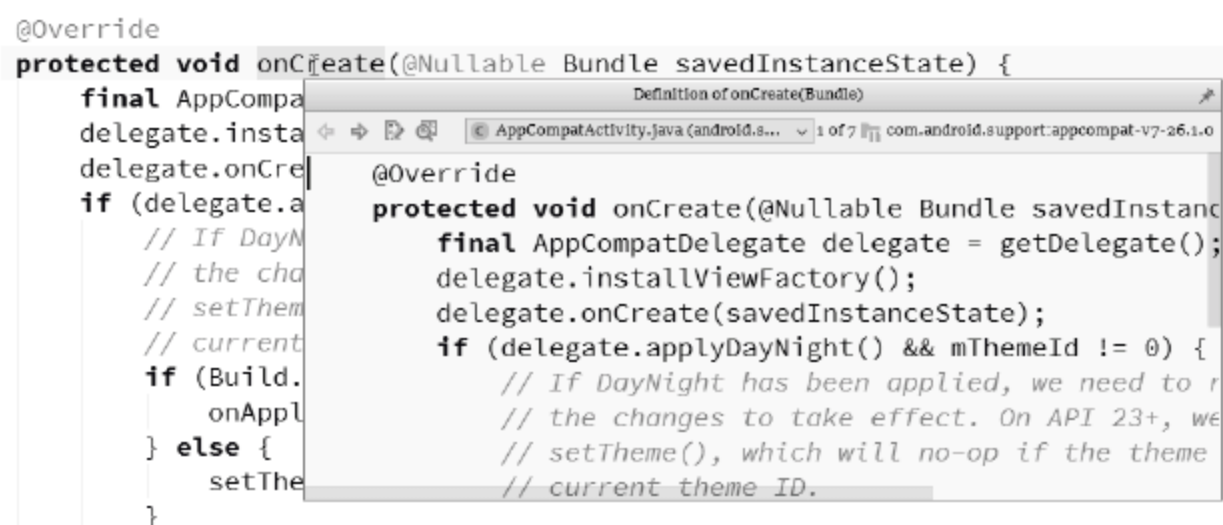 @Override
protected void onCreate(@Nullable Bundle savedInstanceState) {
final AppCompa
delegate.insta
delegate.onCre
if (delegate.a
// If DayN
// the cha
// setThem
// current
if (Build.
onAppl
} else {
setThe
}
Definition of onCreate(Bundle)
AppCompatActivity.java (android.s... 1 of 7 com.android.support:appcompat-v7-26.1.0
@Override
protected void onCreate(@Nullable Bundle savedInstanc
final AppCompatDelegate delegate = getDelegate();
delegate.installViewFactory();
delegate.onCreate(savedInstanceState);
if (delegate.applyDayNight() && mThemeId != 0) {
// If DayNight has been applied, we need to r
// the changes to take effect. On API 23+, we
// setTheme(), which will no-op if the theme
// current theme ID.